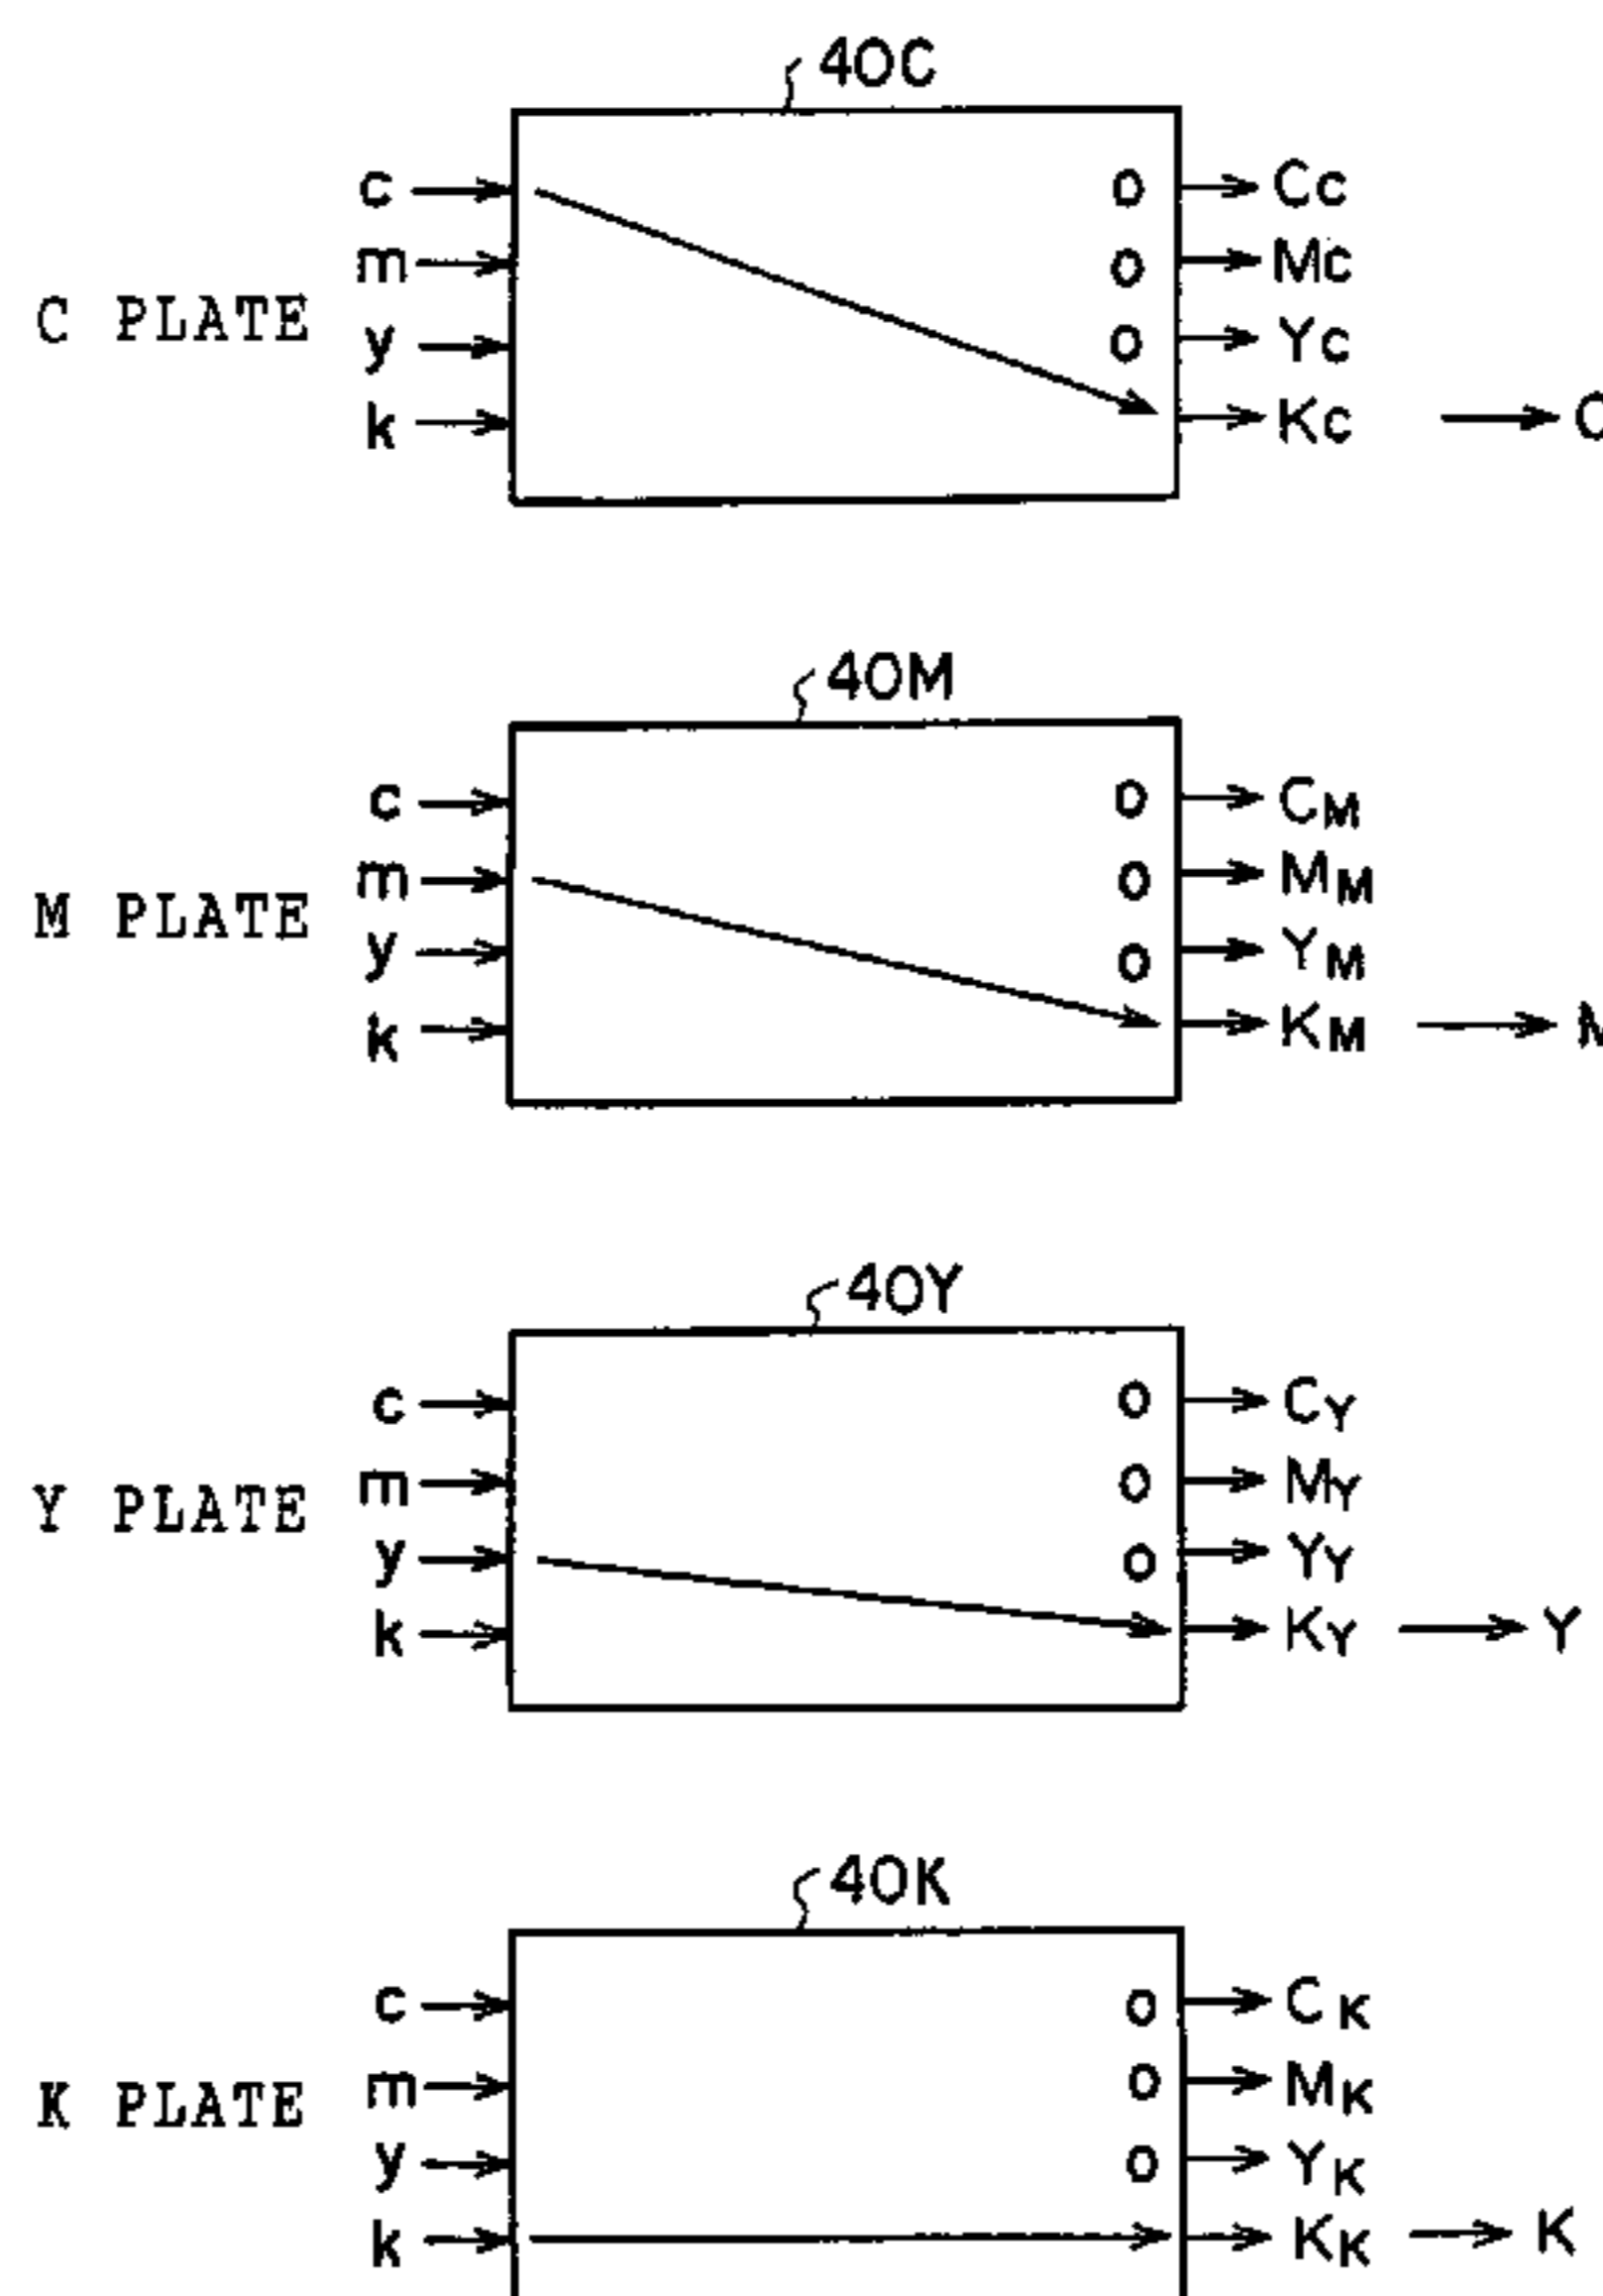 40C
c o Cc
m o Mc
C PLATE
y o Yc
k Kc
40M
c o CM
m o MM
M PLATE
y o YM
k KM
40Y
c o CY
m o MY
Y PLATE
y o YY
k KY Y
40K
c o CK
m o MK
K PLATE
y o YK
k KK K